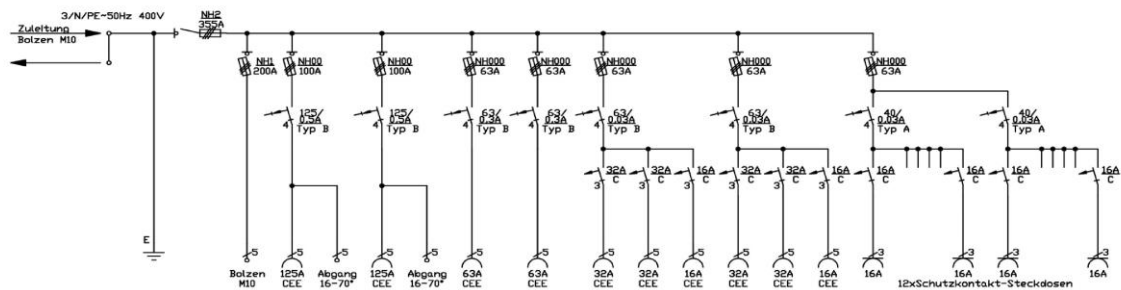 3/N/PE~50Hz 400V
NH2
355A
Zuleitung
Bolzen M10
NH1
200A
NH00
100A
NH00
100A
NH000
63A
NH000
63A
NH000
63A
NH000
63A
NH000
63A
125/
0.5A
4
Typ B
125/
0.5A
4
Typ B
63/
0.3A
4
Typ B
63/
0.3A
4
Typ B
63/
0.03A
4
Typ B
63/
0.03A
4
Typ B
40/
0.03A
4
Typ A
40/
0.03A
4
Typ A
32A
C
3
32A
C
3
16A
C
3
32A
C
3
32A
C
3
16A
C
3
16A
C
16A
C
16A
C
16A
C
E
5 5 5 5 5 5 5 5 5 5 5 5 5 3 3 3 3
Bolzen
M10
125A
CEE
Abgang
16-70°
125A
CEE
Abgang
16-70°
63A
CEE
63A
CEE
32A
CEE
32A
CEE
16A
CEE
32A
CEE
32A
CEE
16A
CEE
16A
16A
16A
16A
12xSchutzkontakt-Steckdosen